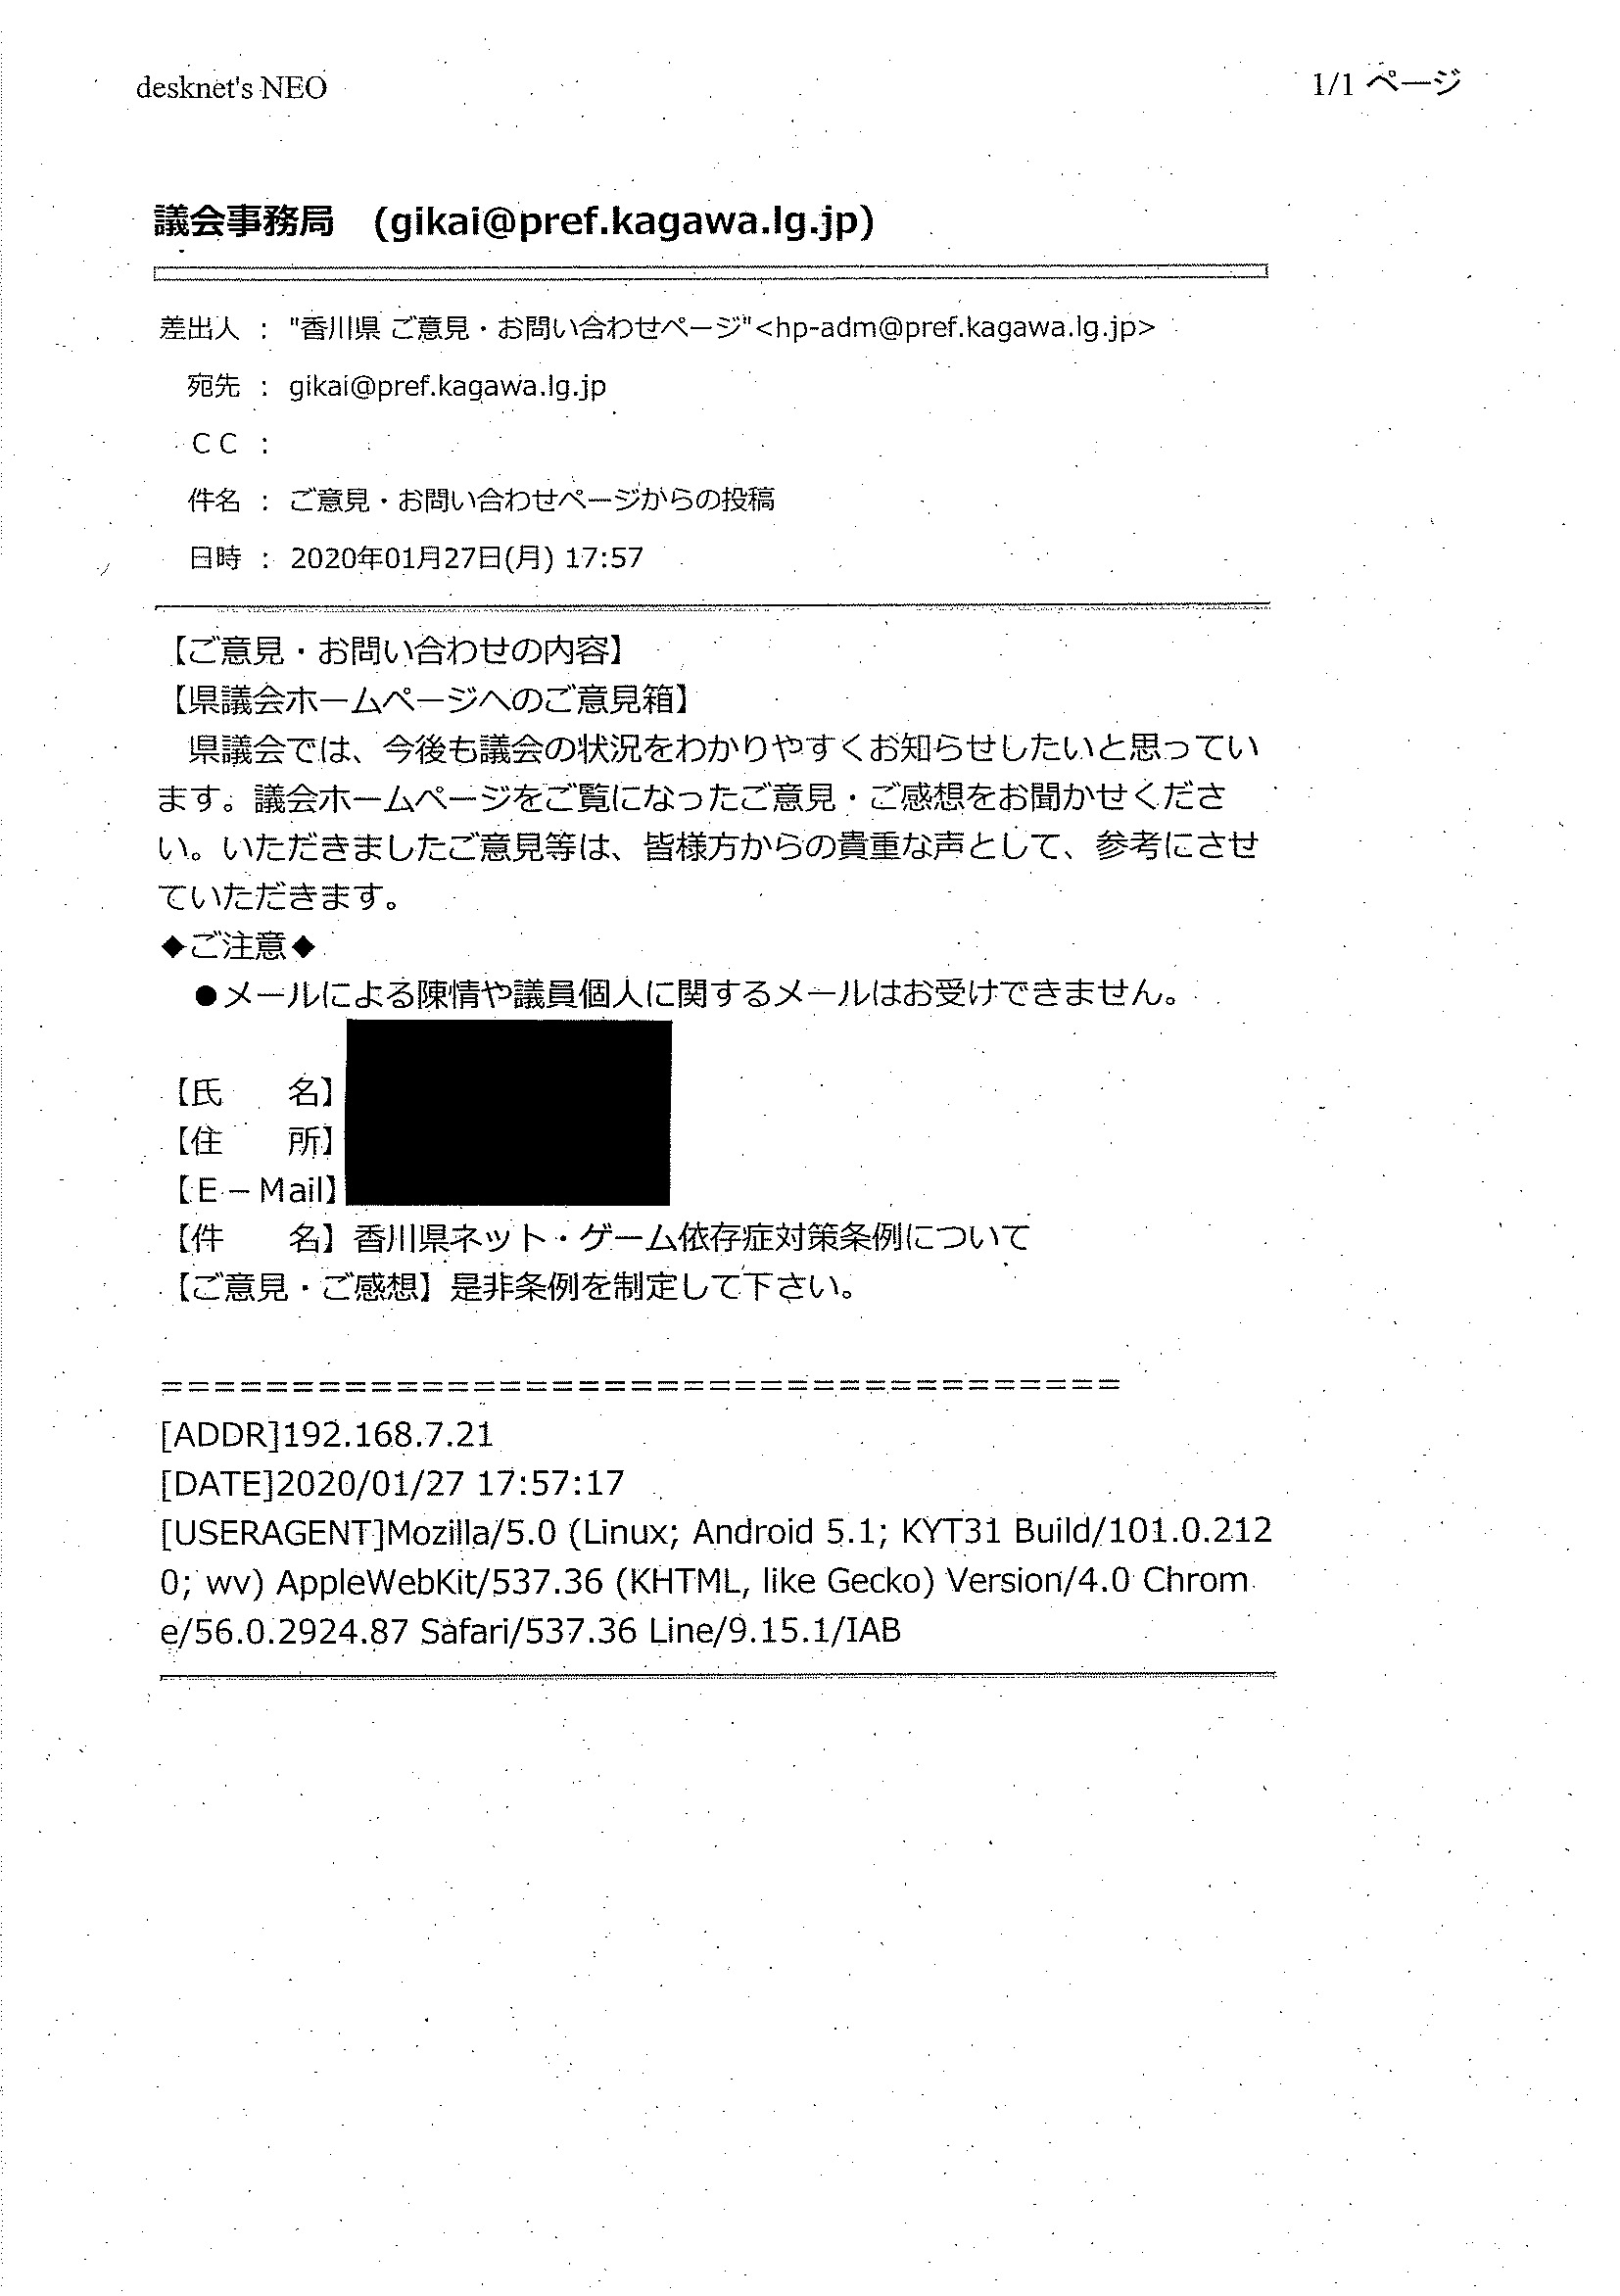 desknet's NEO
1/1 ページ
議会事務局　(gikai@pref.kagawa.lg.jp)
差出人 : "香川県 ご意見・お問い合わせページ"<hp-adm@pref.kagawa.lg.jp>
宛先 : gikai@pref.kagawa.lg.jp
ＣＣ :
件名 : ご意見・お問い合わせページからの投稿
日時 : 2020年01月27日(月) 17:57
【ご意見・お問い合わせの内容】
【県議会ホームページへのご意見箱】
　県議会では、今後も議会の状況をわかりやすくお知らせしたいと思ってい
ます。議会ホームページをご覧になったご意見・ご感想をお聞かせくださ
い。いただきましたご意見等は、皆様方からの貴重な声として、参考にさせ
ていただきます。
◆ご注意◆
　●メールによる陳情や議員個人に関するメールはお受けできません。
【氏　　名】
【住　　所】
【E－Mail】
【件　　名】香川県ネット・ゲーム依存症対策条例について
【ご意見・ご感想】是非条例を制定して下さい。
=====================================
[ADDR]192.168.7.21
[DATE]2020/01/27 17:57:17
[USERAGENT]Mozilla/5.0 (Linux; Android 5.1; KYT31 Build/101.0.212
0; wv) AppleWebKit/537.36 (KHTML, like Gecko) Version/4.0 Chrom
e/56.0.2924.87 Safari/537.36 Line/9.15.1/IAB